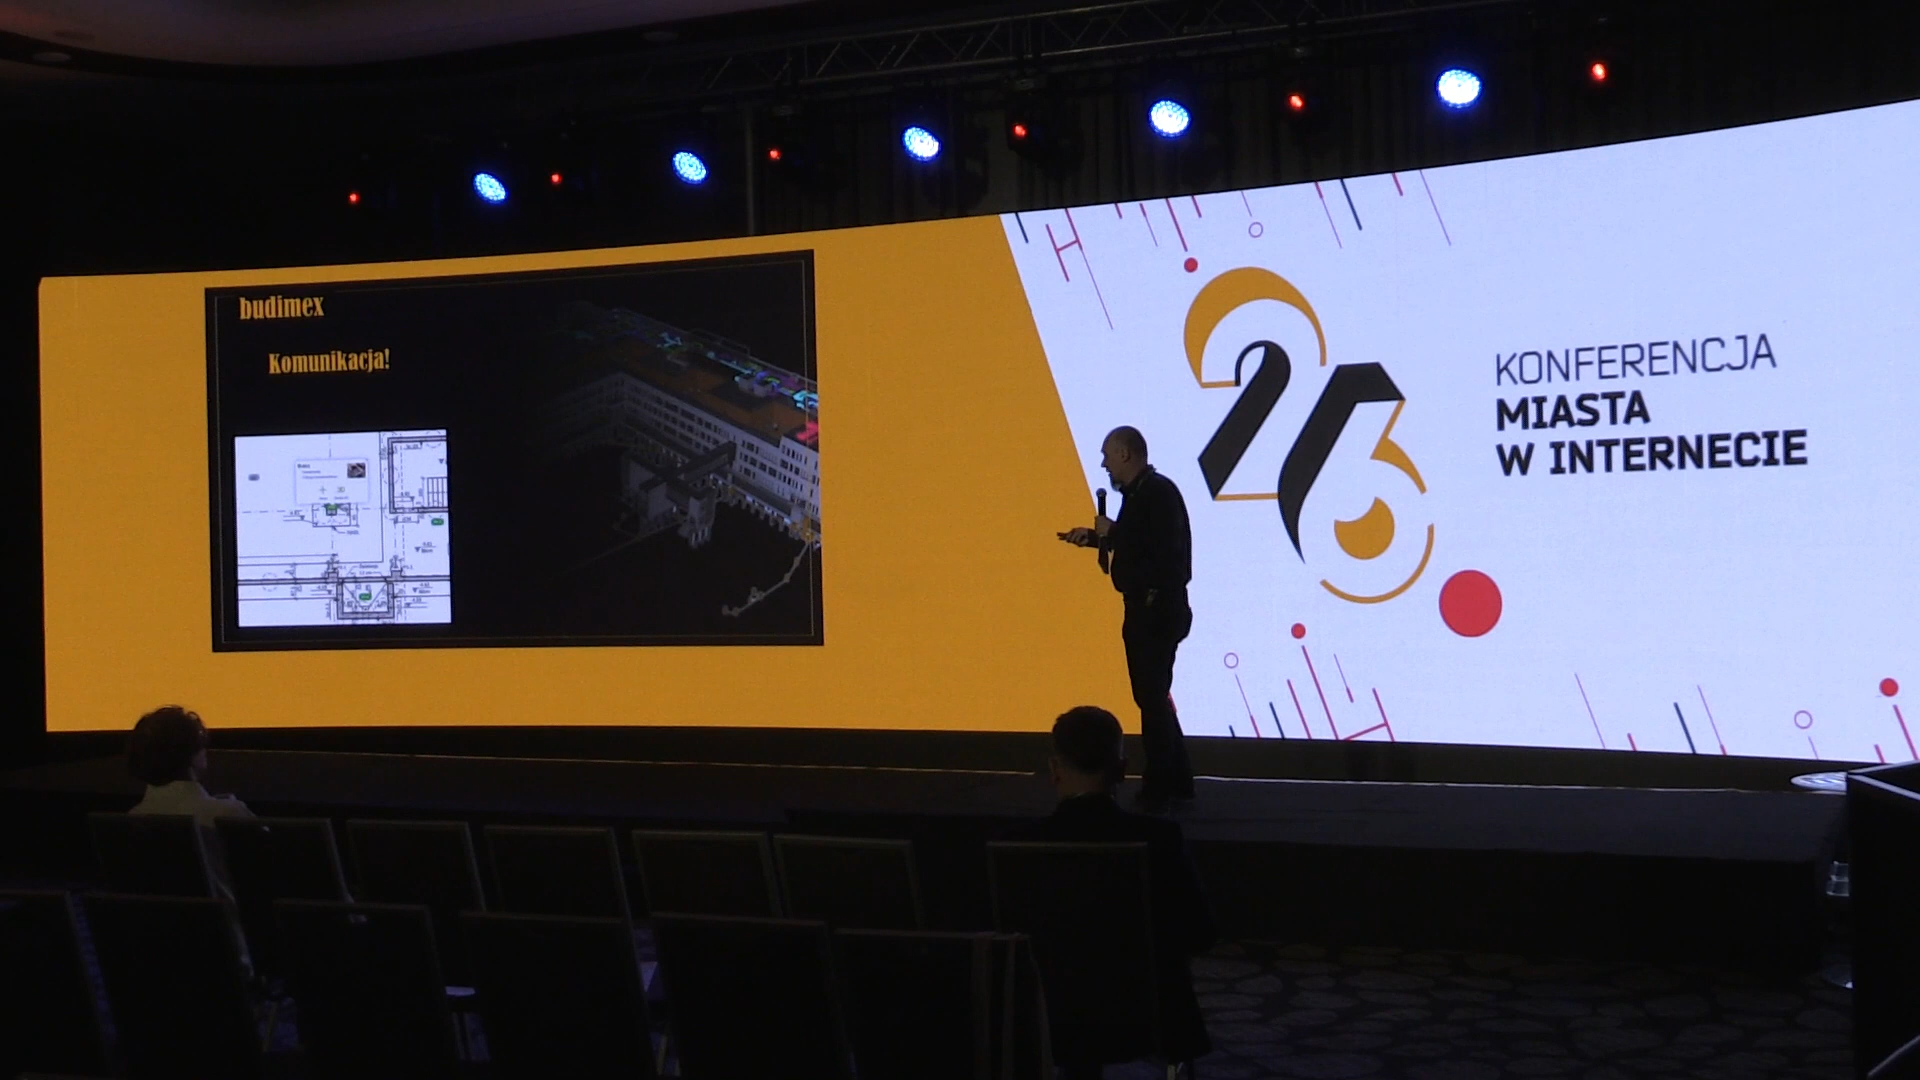 budimex
Komunikacja!
26
KONFERENCJA
MIASTA
W INTERNECIE